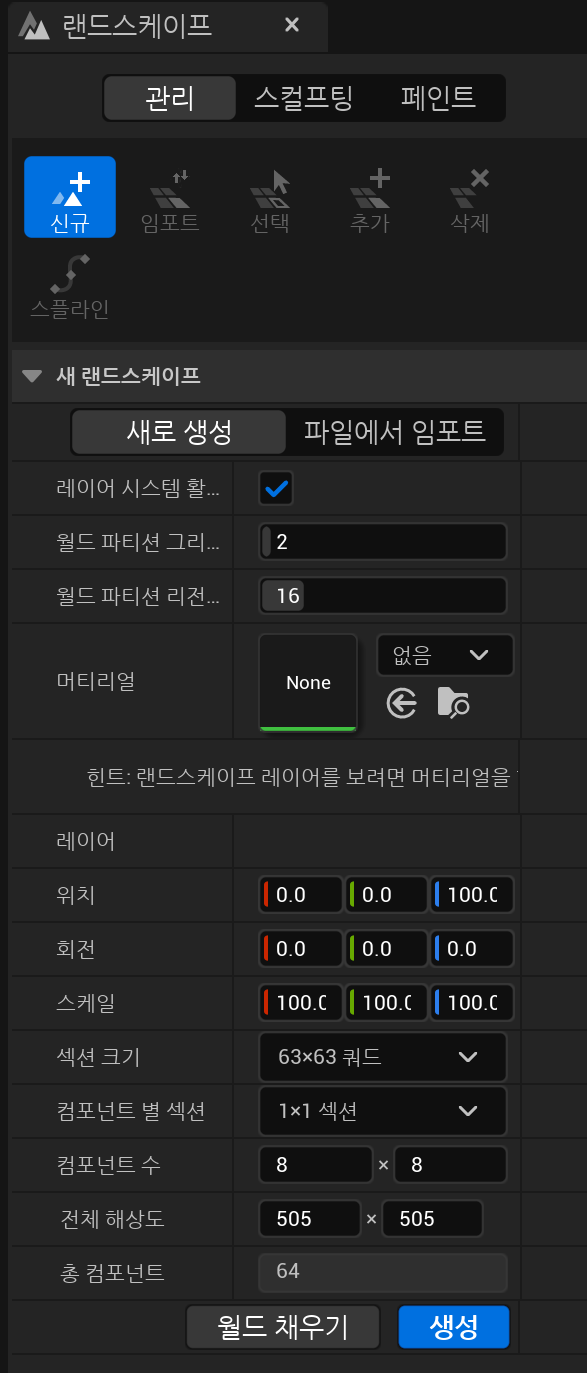 랜드스케이프 ×
관리 스컬프팅 페인트
신규 임포트 선택 추가 삭제
스플라인
새 랜드스케이프
새로 생성 파일에서 임포트
레이어 시스템 활...
월드 파티션 그리... 2
월드 파티션 리전... 16
머티리얼 None 없음
힌트: 랜드스케이프 레이어를 보려면 머티리얼을
레이어
위치 0.0 0.0 100.0
회전 0.0 0.0 0.0
스케일 100.0 100.0 100.0
섹션 크기 63×63 쿼드
컴포넌트 별 섹션 1×1 섹션
컴포넌트 수 8 × 8
전체 해상도 505 × 505
총 컴포넌트 64
월드 채우기 생성